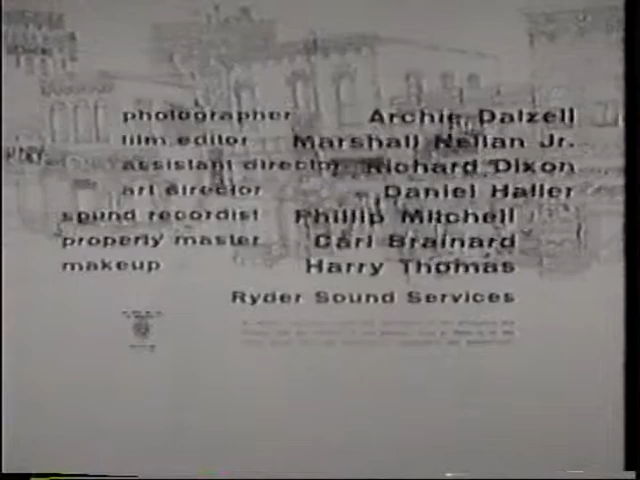 photographer Archie Dalzell
film editor Marshall Neilan Jr.
assistant director Richard Dixon
art director Daniel Haller
sound recordist Phillip Mitchell
property master Carl Brainard
makeup Harry Thomas
Ryder Sound Services